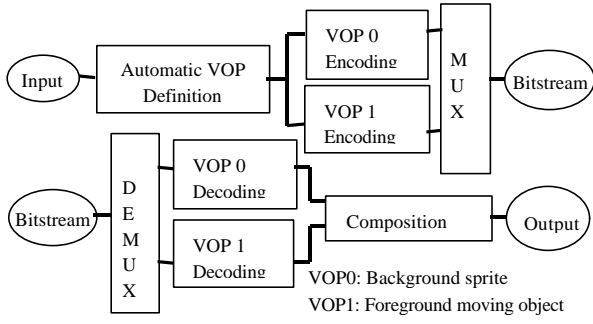 Input
Automatic VOP
Definition
VOP 0
Encoding
VOP 1
Encoding
M
U
X
Bitstream
Bitstream
D
E
M
U
X
VOP 0
Decoding
VOP 1
Decoding
Composition
Output
VOP0: Background sprite
VOP1: Foreground moving object